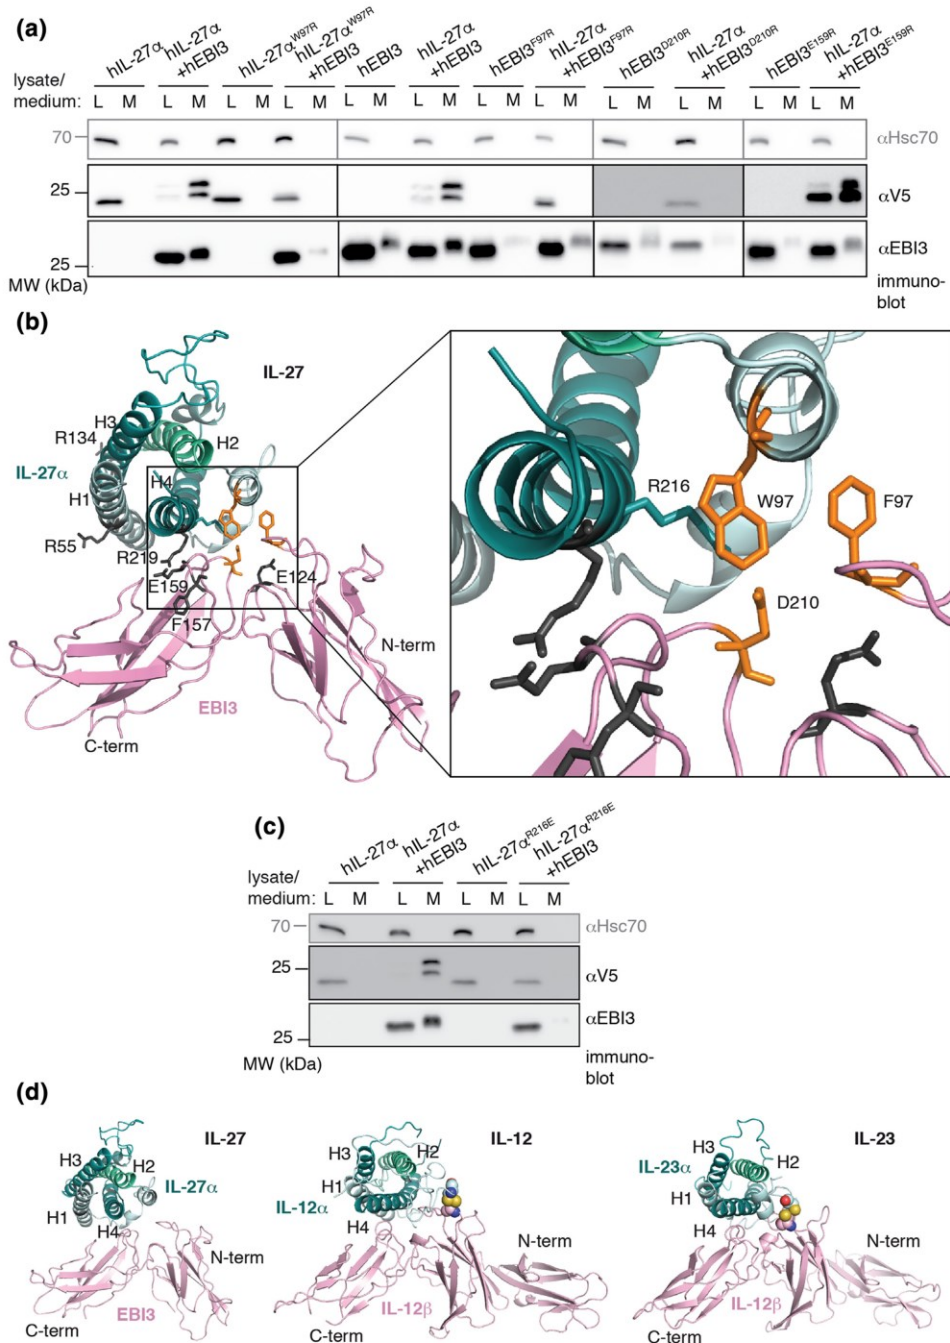 (a)
hIL-27α
hIL-27α
+hEBI3
hIL-27α^W97R
hIL-27α^W97R
+hEBI3
hEBI3
hIL-27α
+hEBI3
hEBI3^F97R
hIL-27α
+hEBI3^F97R
hEBI3^D210R
hIL-27α
+hEBI3^D210R
hEBI3^E159R
hIL-27α
+hEBI3^E159R
lysate/
medium: L M L M L M L M L M L M L M L M L M L M L M L M
70 αHsc70
25 αV5
25 αEBI3
MW (kDa) immuno-
blot
(b)
IL-27
H3
R134 H2
IL-27α
H1 H4
R55
R219
E159 E124
F157
N-term
EBI3
C-term
R216 W97 F97
D210
(c)
hIL-27α
hIL-27α
+hEBI3
hIL-27α^R216E
hIL-27α^R216E
+hEBI3
lysate/
medium: L M L M L M L M
70 αHsc70
25 αV5
αEBI3
25
MW (kDa) immuno-
blot
(d)
IL-27
H3 H2
IL-27α
H1
H4
N-term
EBI3
C-term
IL-12
H3 H2
H1
IL-12α
H4
N-term
IL-12β
C-term
IL-23
H3
IL-23α H2
H1
H4
N-term
IL-12β
C-term